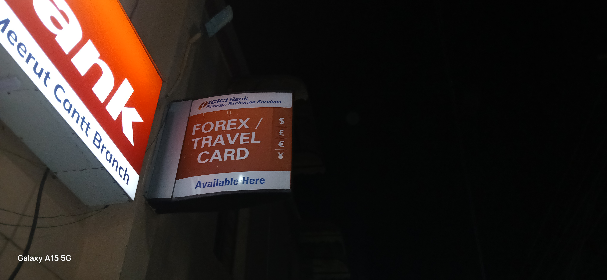 ank
Meerut Cantt Branch
FOREX /
TRAVEL
CARD
$
£
€
¥
Available Here
Galaxy A15 5G